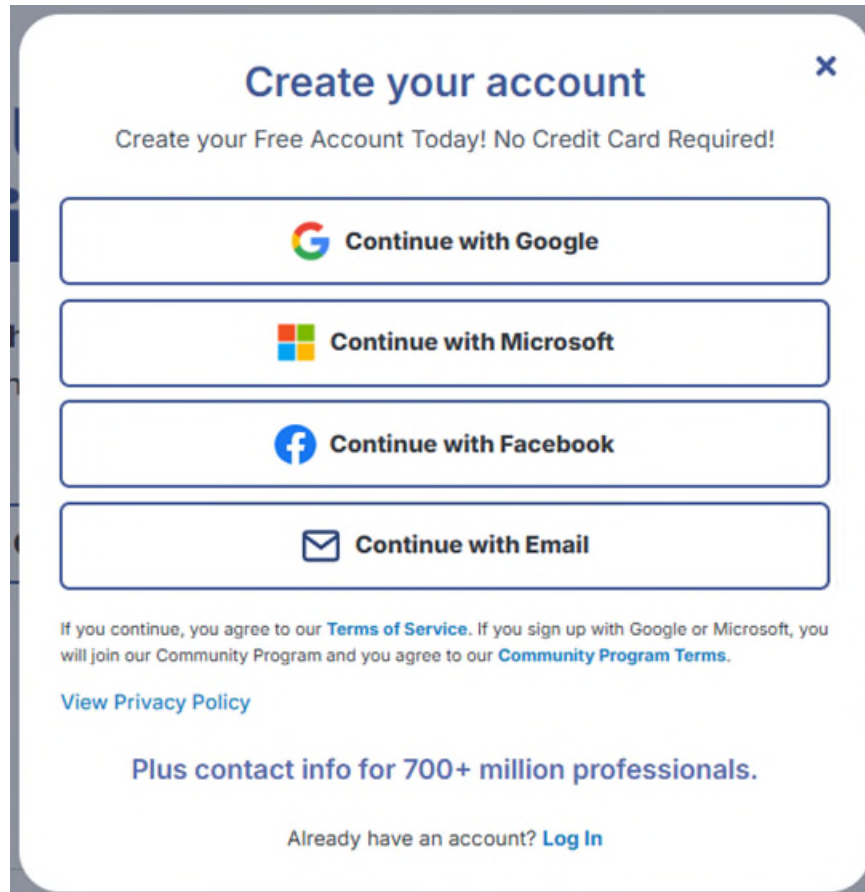 Create your account
Create your Free Account Today! No Credit Card Required!
Continue with Google
Continue with Microsoft
Continue with Facebook
Continue with Email
If you continue, you agree to our Terms of Service. If you sign up with Google or Microsoft, you
will join our Community Program and you agree to our Community Program Terms.
View Privacy Policy
Plus contact info for 700+ million professionals.
Already have an account? Log In